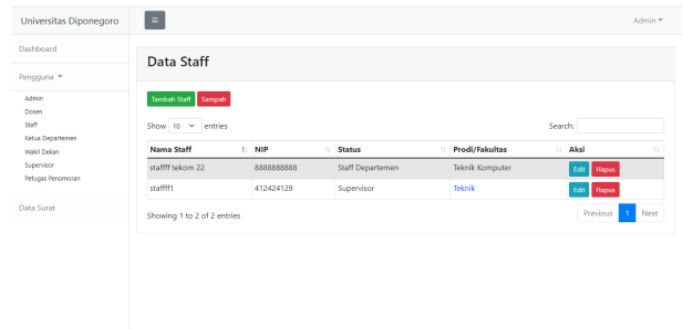 Universitas Diponegoro
Admin
Dashboard
Pengguna
Admin
Dosen
Staff
Ketua Departemen
Wakil Dekan
Supervisor
Petugas Penomoran
Data Surat
Data Staff
Tambah Staff Sampah
Show 10 entries Search:
Nama Staff NIP Status Prodi/Fakultas Aksi
staffff tekom 22 8888888888 Staff Departemen Teknik Komputer Edit Hapus
staffff1 412424129 Supervisor Teknik Edit Hapus
Showing 1 to 2 of 2 entries Previous 1 Next